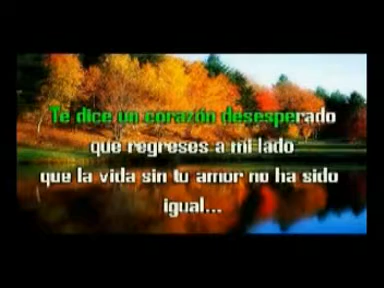 Te dice un corazón desesperado
que regreses a mi lado
que la vida sin tu amor no ha sido
igual...